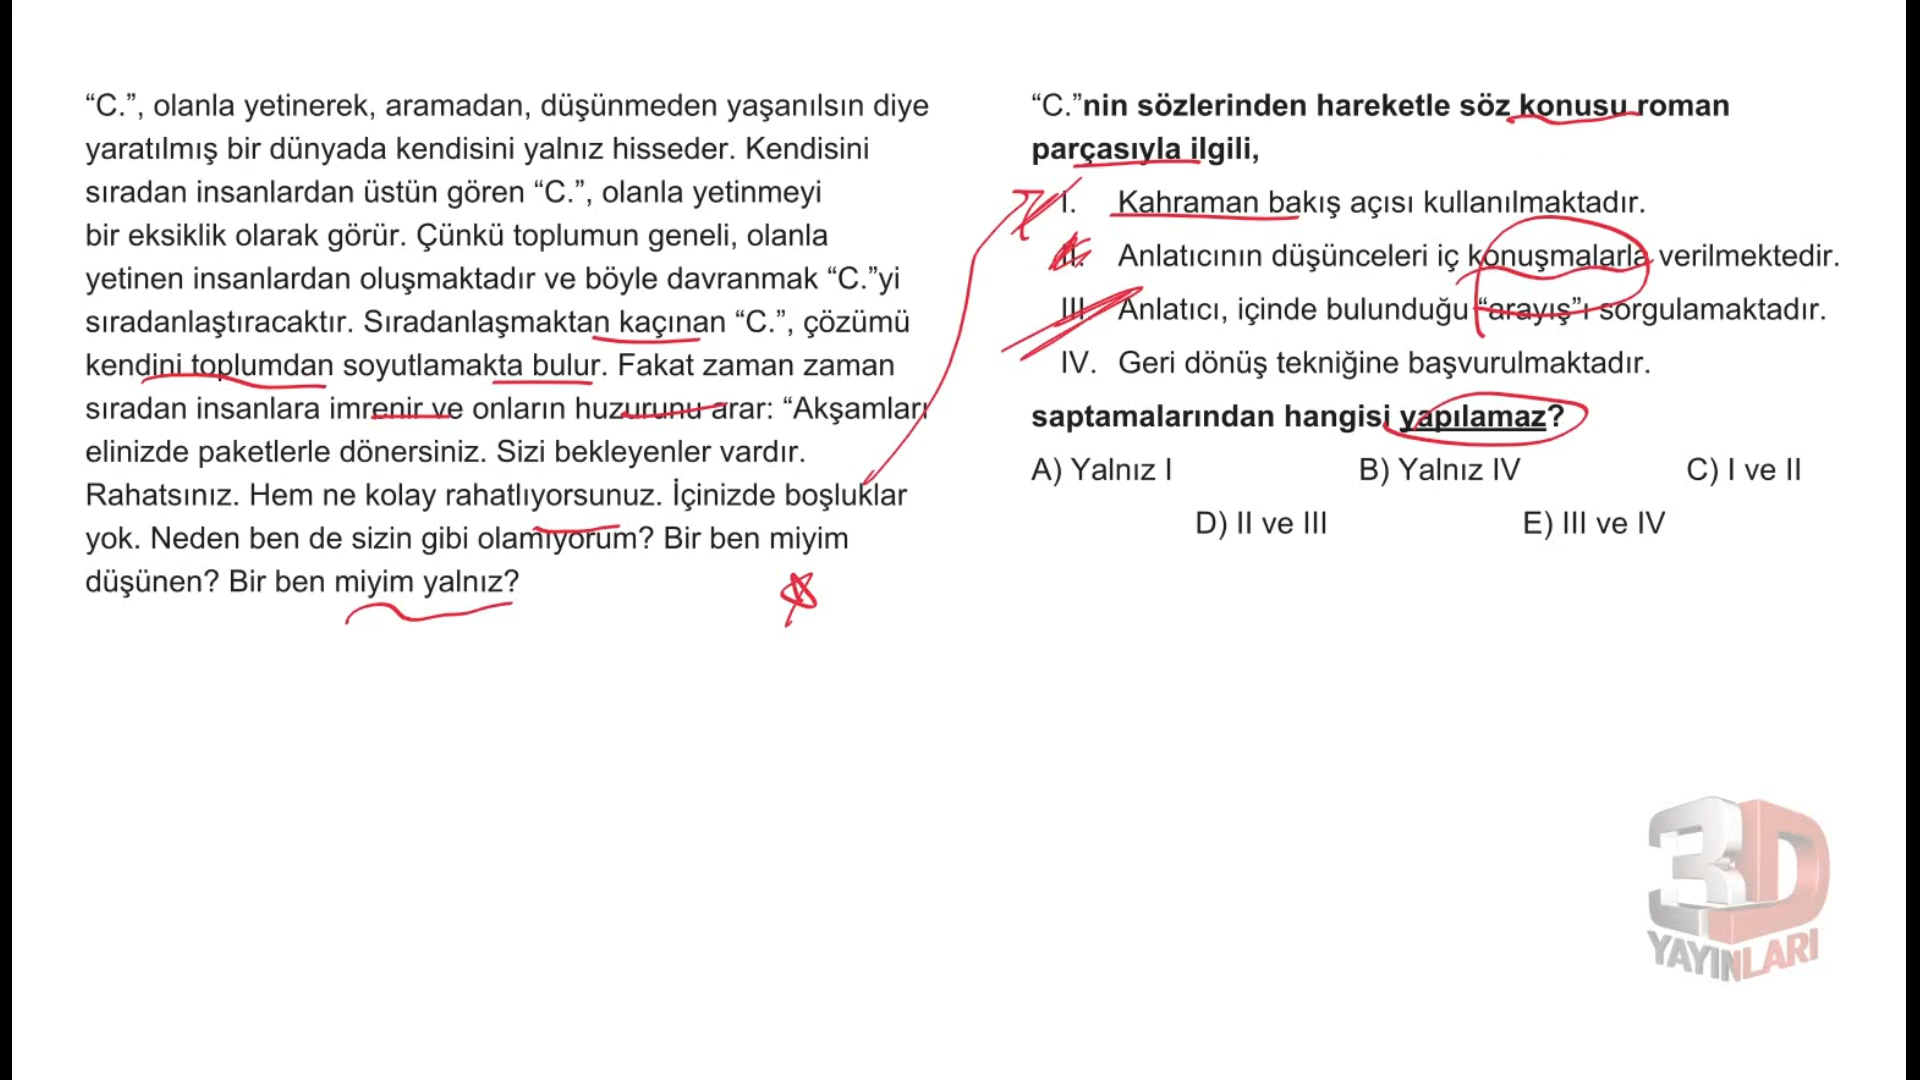 “C.”, olanla yetinerek, aramadan, düşünmeden yaşanılsın diye
yaratılmış bir dünyada kendisini yalnız hisseder. Kendisini
sıradan insanlardan üstün gören “C.”, olanla yetinmeyi
bir eksiklik olarak görür. Çünkü toplumun geneli, olanla
yetinen insanlardan oluşmaktadır ve böyle davranmak “C.”yi
sıradanlaştıracaktır. Sıradanlaşmaktan kaçınan “C.”, çözümü
kendini toplumdan soyutlamakta bulur. Fakat zaman zaman
sıradan insanlara imrenir ve onların huzurunu arar: “Akşamları
elinizde paketlerle dönersiniz. Sizi bekleyenler vardır.
Rahatsınız. Hem ne kolay rahatlıyorsunuz. İçinizde boşluklar
yok. Neden ben de sizin gibi olamıyorum? Bir ben miyim
düşünen? Bir ben miyim yalnız?
“C.”nin sözlerinden hareketle söz konusu roman
parçasıyla ilgili,
I. Kahraman bakış açısı kullanılmaktadır.
II. Anlatıcının düşünceleri iç konuşmalarla verilmektedir.
III. Anlatıcı, içinde bulunduğu “arayış”ı sorgulamaktadır.
IV. Geri dönüş tekniğine başvurulmaktadır.
saptamalarından hangisi yapılamaz?
A) Yalnız I B) Yalnız IV C) I ve II
D) II ve III E) III ve IV
3D
YAYINLARI